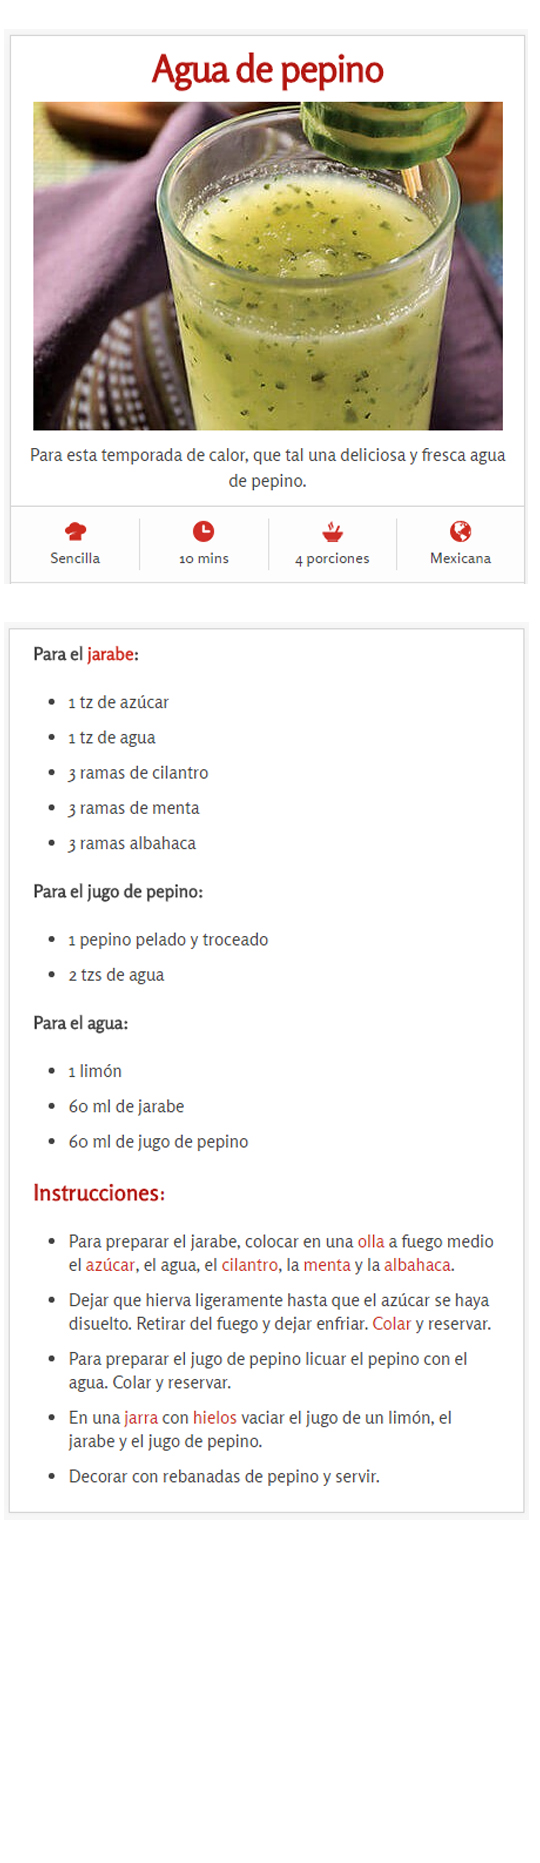 Agua de pepino
Para esta temporada de calor, que tal una deliciosa y fresca agua
de pepino.
Sencilla
10 mins
4 porciones
Mexicana
Para el jarabe:
• 1 tz de azúcar
• 1 tz de agua
• 3 ramas de cilantro
• 3 ramas de menta
• 3 ramas albahaca
Para el jugo de pepino:
• 1 pepino pelado y troceado
• 2 tzs de agua
Para el agua:
• 1 limón
• 60 ml de jarabe
• 60 ml de jugo de pepino
Instrucciones:
• Para preparar el jarabe, colocar en una olla a fuego medio
el azúcar, el agua, el cilantro, la menta y la albahaca.
• Dejar que hierva ligeramente hasta que el azúcar se haya
disuelto. Retirar del fuego y dejar enfriar. Colar y reservar.
• Para preparar el jugo de pepino licuar el pepino con el
agua. Colar y reservar.
• En una jarra con hielos vaciar el jugo de un limón, el
jarabe y el jugo de pepino.
• Decorar con rebanadas de pepino y servir.